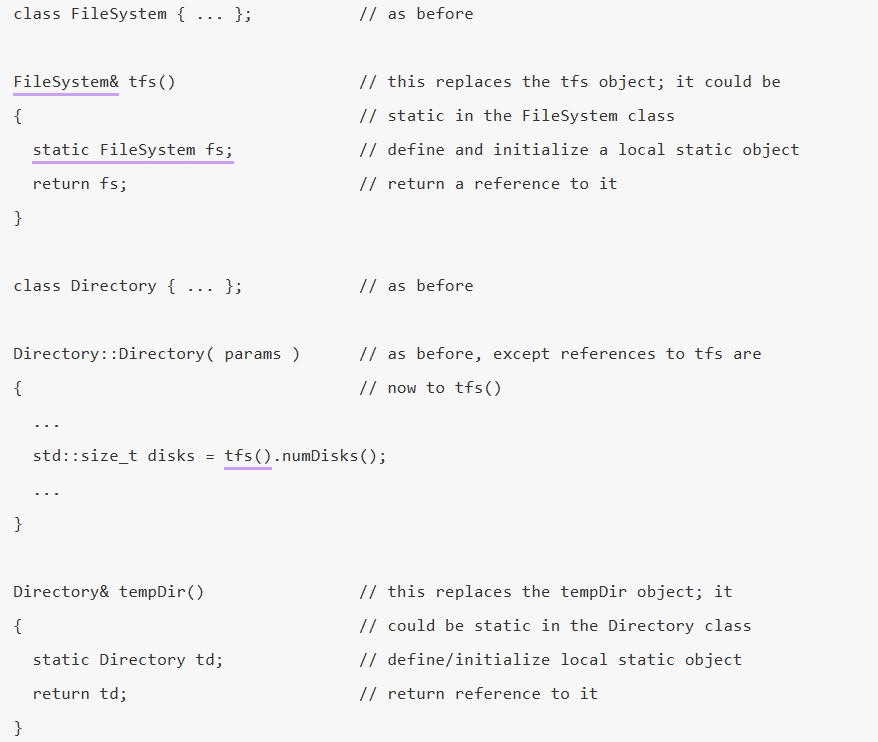 class FileSystem { ... };           // as before
FileSystem& tfs()                   // this replaces the tfs object; it could be
{                                   // static in the FileSystem class
  static FileSystem fs;             // define and initialize a local static object
  return fs;                        // return a reference to it
}
class Directory { ... };            // as before
Directory::Directory( params )      // as before, except references to tfs are
{                                   // now to tfs()
  ...
  std::size_t disks = tfs().numDisks();
  ...
}
Directory& tempDir()                // this replaces the tempDir object; it
{                                   // could be static in the Directory class
  static Directory td;              // define/initialize local static object
  return td;                        // return reference to it
}